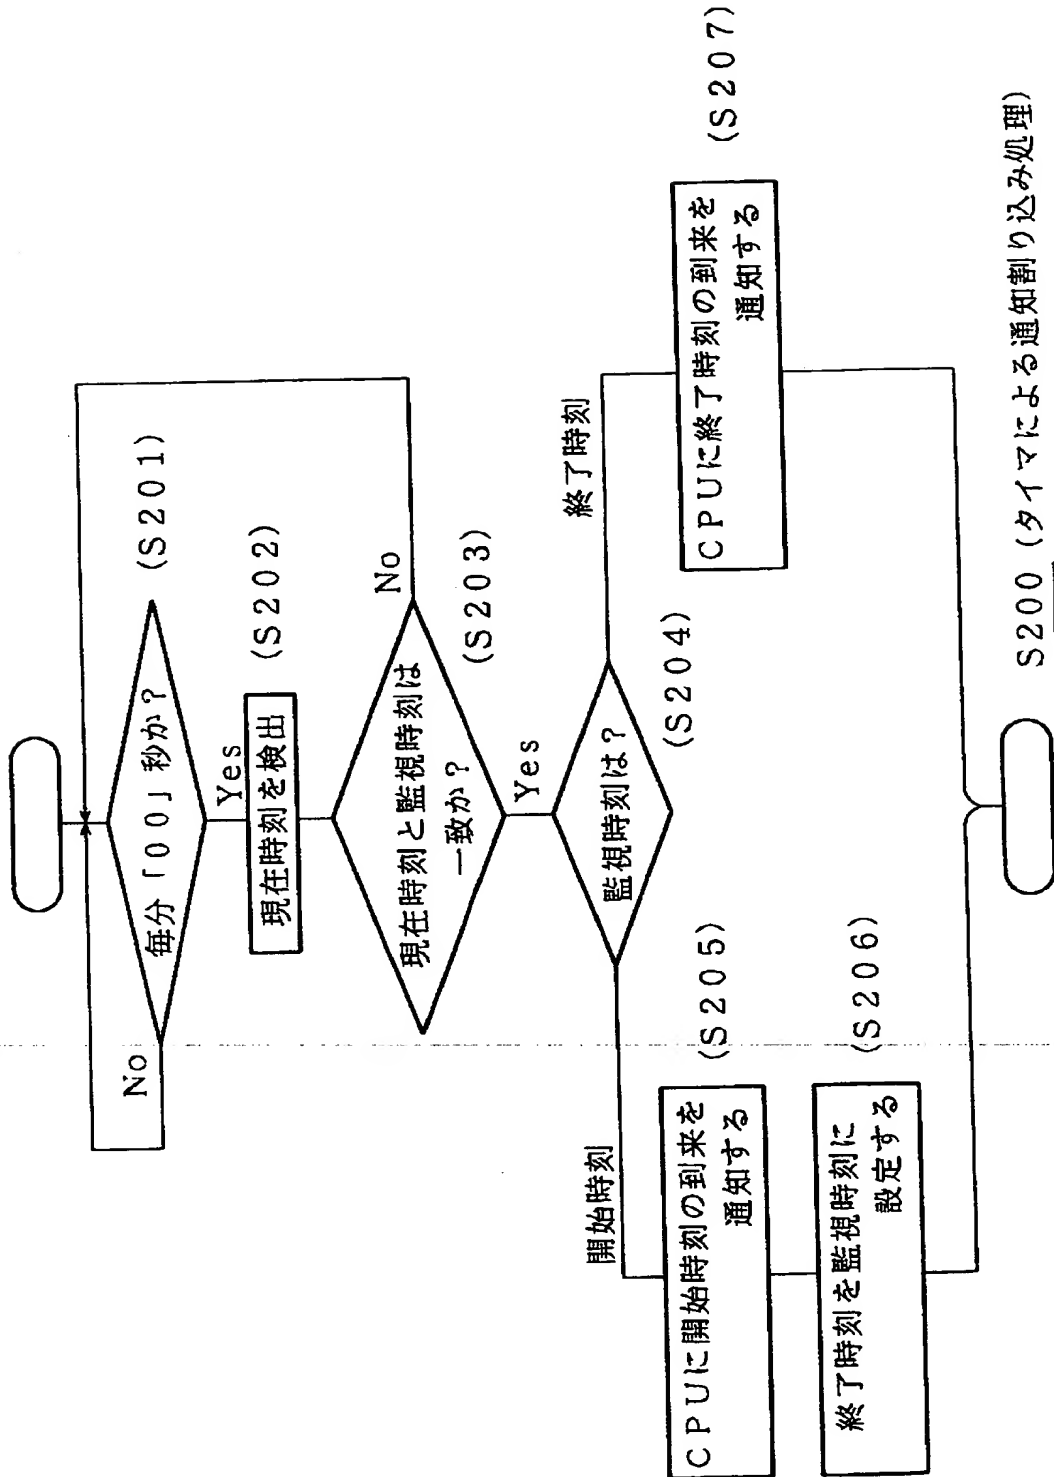 毎分「００」秒か？
(S201)
No
Yes
現在時刻を検出
(S202)
現在時刻と監視時刻は
一致か？
No
(S203)
Yes
監視時刻は？
(S204)
開始時刻
終了時刻
CPUに開始時刻の到来を
通知する
(S205)
CPUに終了時刻の到来を
通知する
(S207)
終了時刻を監視時刻に
設定する
(S206)
S200 (タイマによる通知割り込み処理)